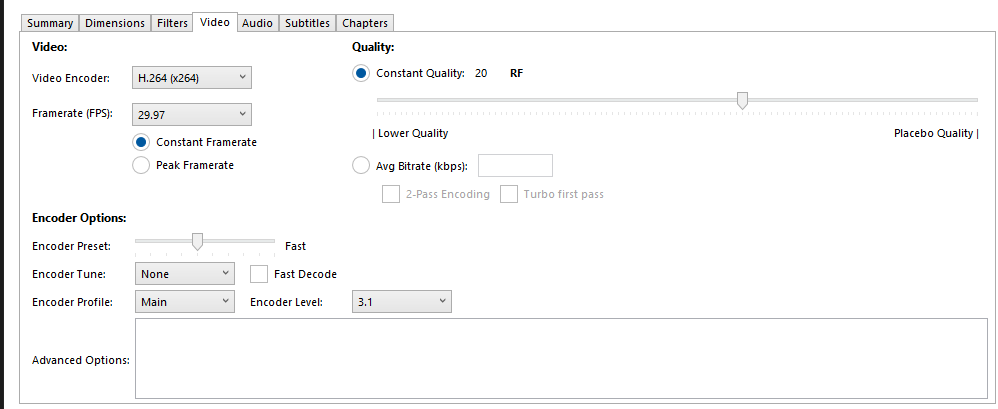 Summary Dimensions Filters Video Audio Subtitles Chapters
Video: Quality:
Video Encoder: H.264 (x264) Constant Quality: 20 RF
Framerate (FPS): 29.97
| Lower Quality Placebo Quality |
Constant Framerate
Peak Framerate Avg Bitrate (kbps):
2-Pass Encoding Turbo first pass
Encoder Options:
Encoder Preset: Fast
Encoder Tune: None Fast Decode
Encoder Profile: Main Encoder Level: 3.1
Advanced Options: